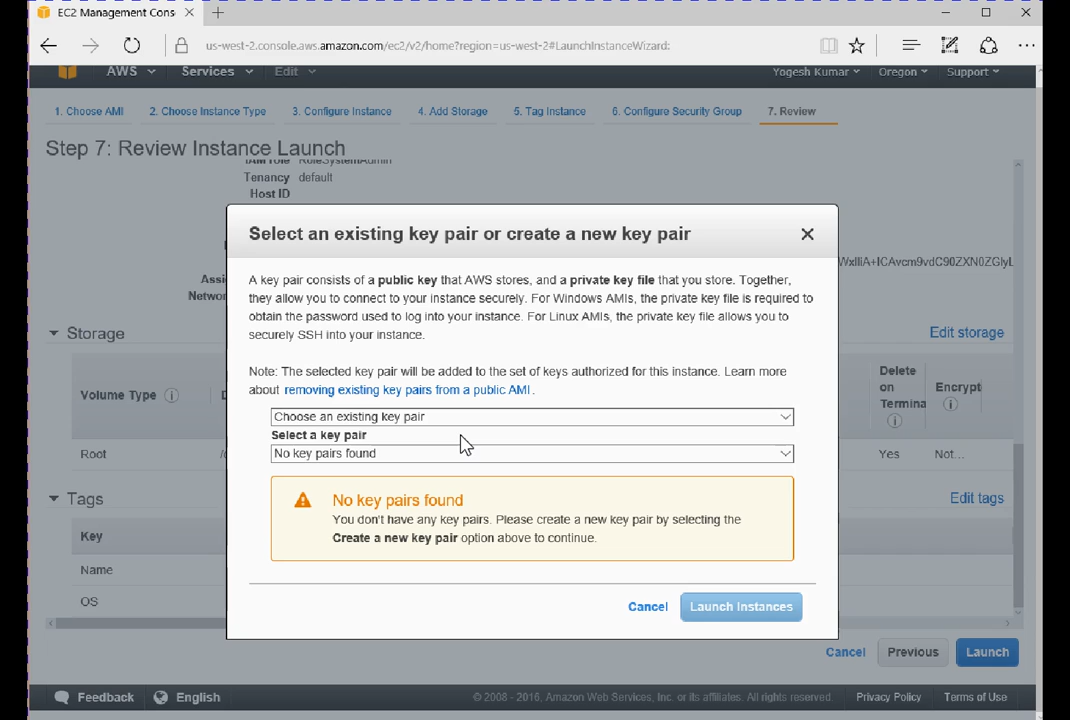 EC2 Management Cons
us-west-2.console.aws.amazon.com/ec2/v2/home?region=us-west-2#LaunchInstanceWizard:
AWS Services Edit Yogesh Kumar Oregon Support
1. Choose AMI 2. Choose Instance Type 3. Configure Instance 4. Add Storage 5. Tag Instance 6. Configure Security Group 7. Review
Step 7: Review Instance Launch
IAM role RoleSystemAdmin
Tenancy default
Host ID
Select an existing key pair or create a new key pair
A key pair consists of a public key that AWS stores, and a private key file that you store. Together,
they allow you to connect to your instance securely. For Windows AMIs, the private key file is required to
obtain the password used to log into your instance. For Linux AMIs, the private key file allows you to
securely SSH into your instance.
Assi
Networ
Note: The selected key pair will be added to the set of keys authorized for this instance. Learn more
about removing existing key pairs from a public AMI .
Choose an existing key pair
Select a key pair
No key pairs found
No key pairs found
You don't have any key pairs. Please create a new key pair by selecting the
Create a new key pair option above to continue.
Cancel Launch Instances
Storage Edit storage
Volume Type Delete
on
Termina
Encrypt
Root Yes Not...
Tags Edit tags
Key
Name
OS
Cancel Previous Launch
Feedback English © 2008 - 2016, Amazon Web Services, Inc. or its affiliates. All rights reserved. Privacy Policy Terms of Use